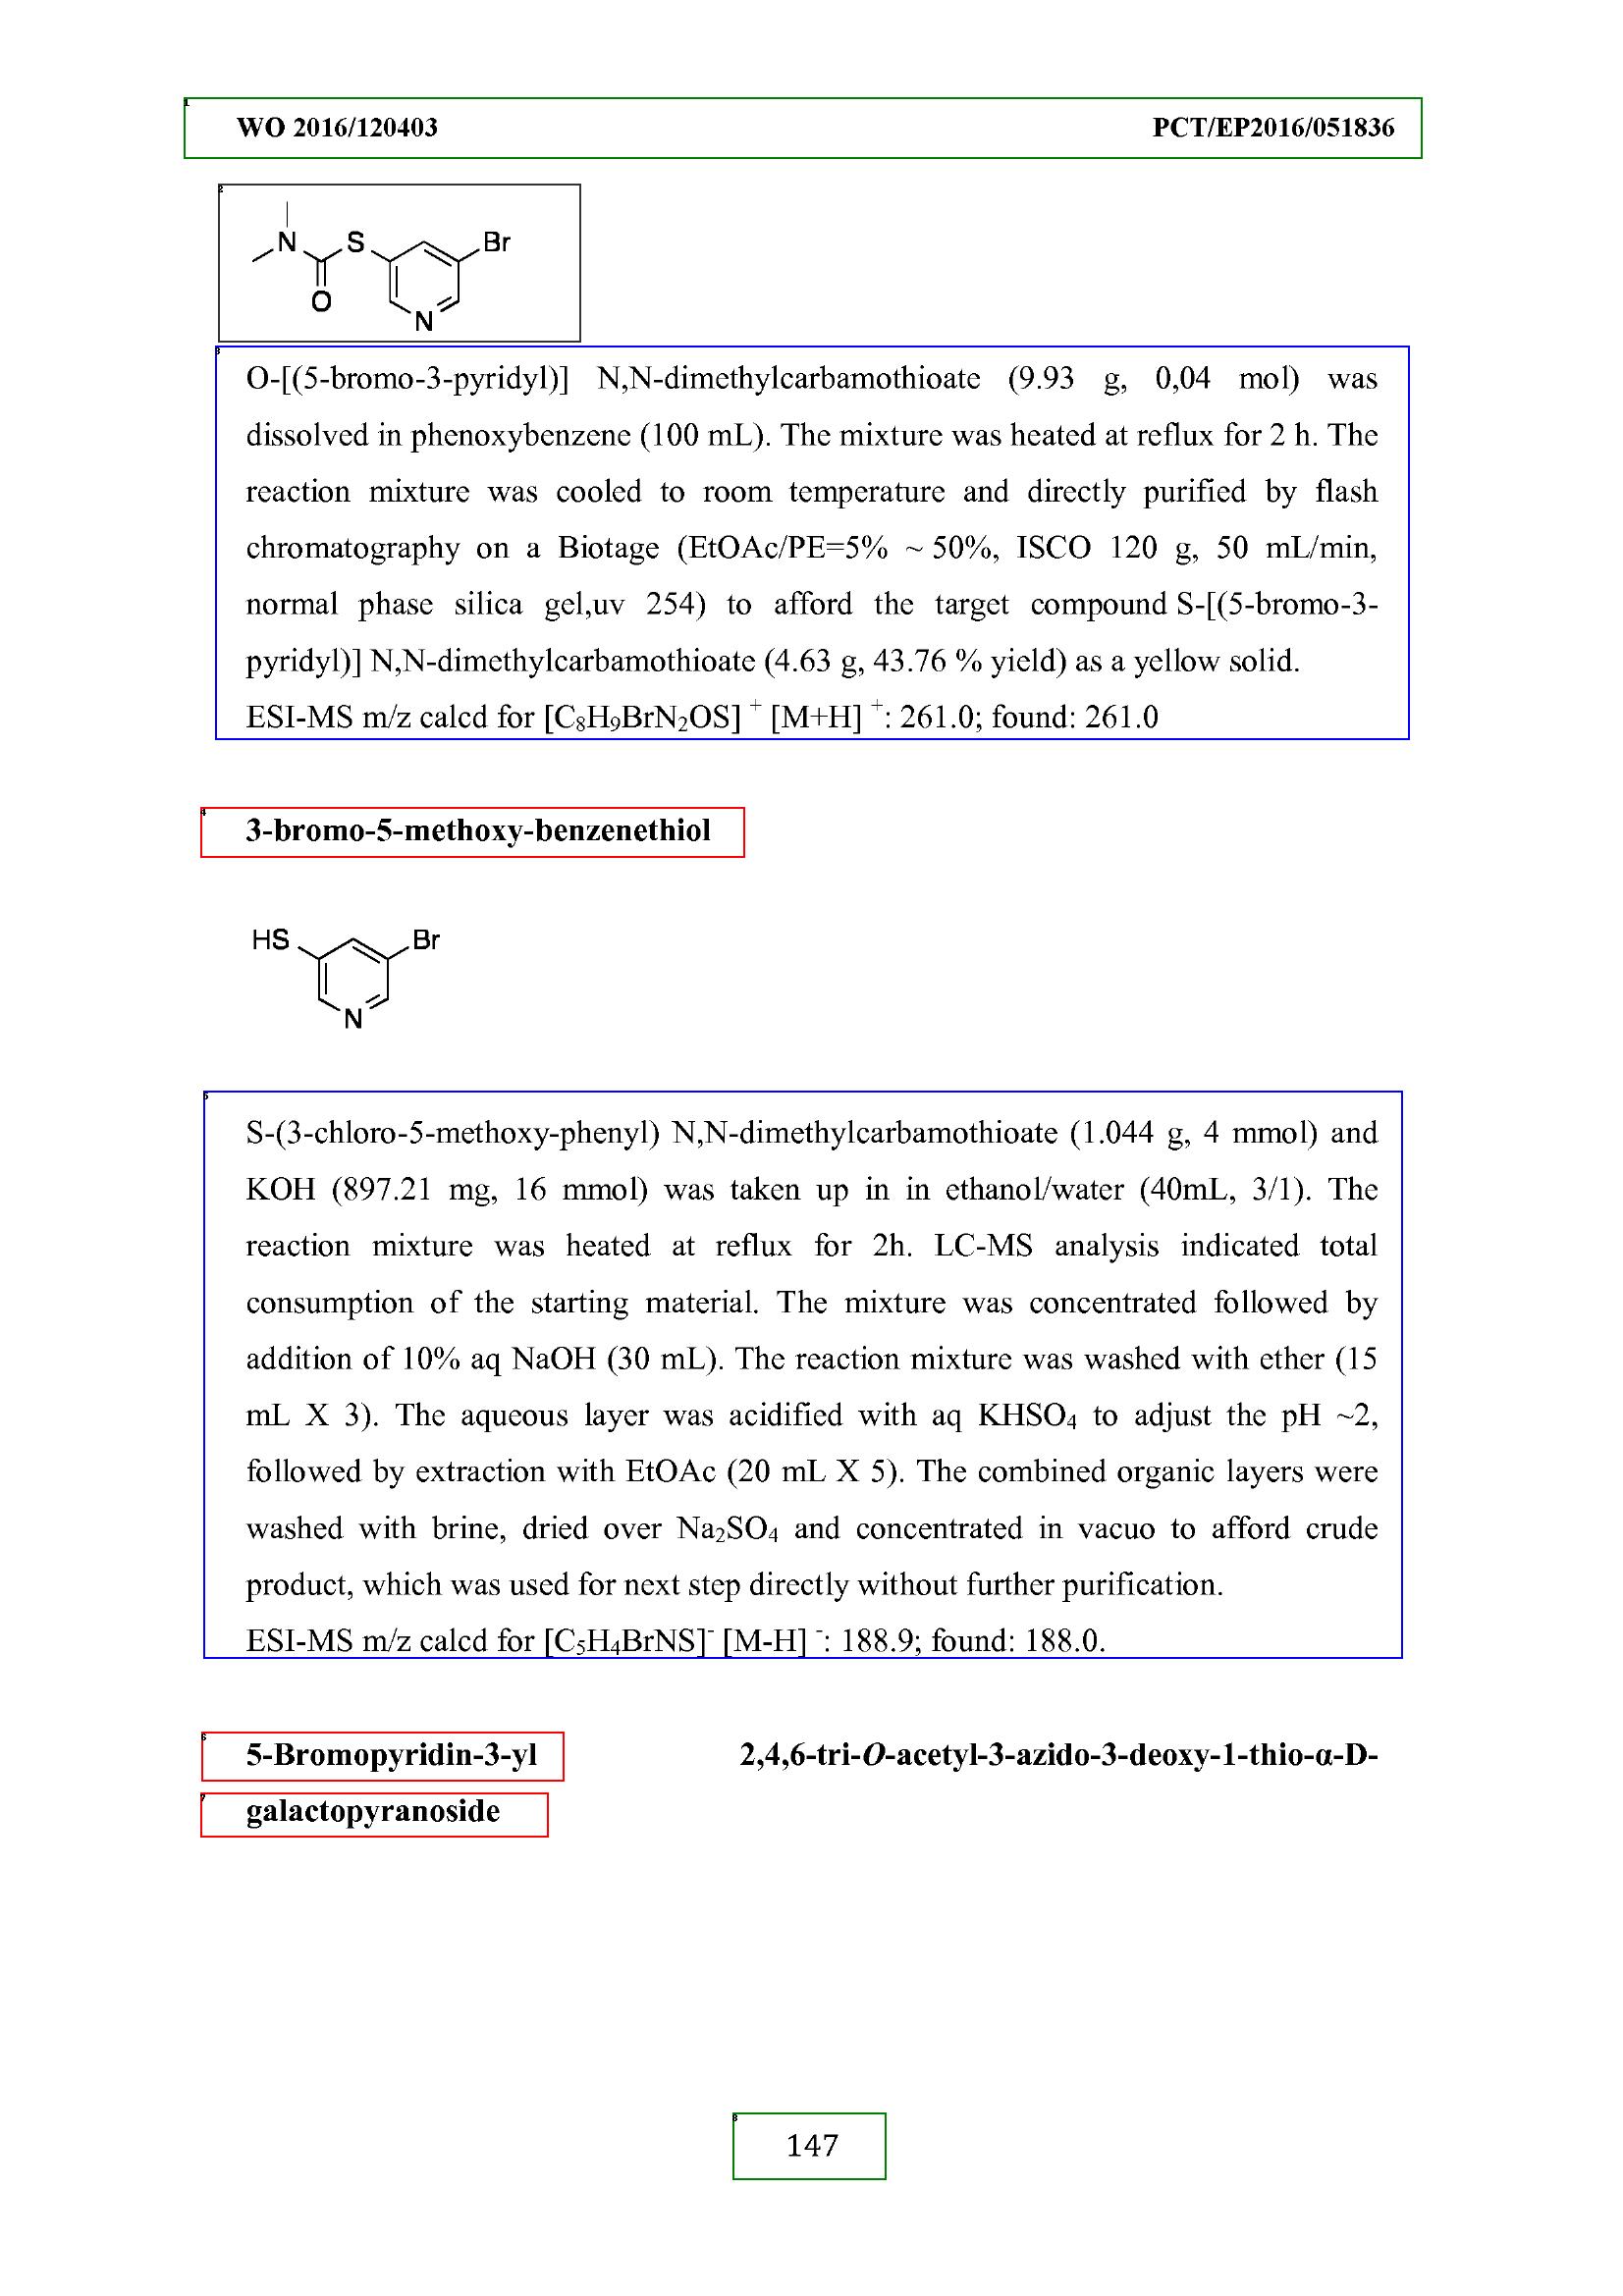 WO 2016/120403 PCT/EP2016/051836
N S Br
O N
O-[(5-bromo-3-pyridyl)] N,N-dimethylcarbamothioate (9.93 g, 0,04 mol) was
dissolved in phenoxybenzene (100 mL). The mixture was heated at reflux for 2 h. The
reaction mixture was cooled to room temperature and directly purified by flash
chromatography on a Biotage (EtOAc/PE=5% ~ 50%, ISCO 120 g, 50 mL/min,
normal phase silica gel,uv 254) to afford the target compound S-[(5-bromo-3-
pyridyl)] N,N-dimethylcarbamothioate (4.63 g, 43.76 % yield) as a yellow solid.
ESI-MS m/z calcd for [C₈H₉BrN₂OS] ⁺ [M+H] ⁺: 261.0; found: 261.0
3-bromo-5-methoxy-benzenethiol
HS Br
N
S-(3-chloro-5-methoxy-phenyl) N,N-dimethylcarbamothioate (1.044 g, 4 mmol) and
KOH (897.21 mg, 16 mmol) was taken up in in ethanol/water (40mL, 3/1). The
reaction mixture was heated at reflux for 2h. LC-MS analysis indicated total
consumption of the starting material. The mixture was concentrated followed by
addition of 10% aq NaOH (30 mL). The reaction mixture was washed with ether (15
mL X 3). The aqueous layer was acidified with aq KHSO₄ to adjust the pH ~2,
followed by extraction with EtOAc (20 mL X 5). The combined organic layers were
washed with brine, dried over Na₂SO₄ and concentrated in vacuo to afford crude
product, which was used for next step directly without further purification.
ESI-MS m/z calcd for [C₅H₄BrNS]⁻ [M-H] ⁻: 188.9; found: 188.0.
5-Bromopyridin-3-yl 2,4,6-tri-O-acetyl-3-azido-3-deoxy-1-thio-α-D-
galactopyranoside
147